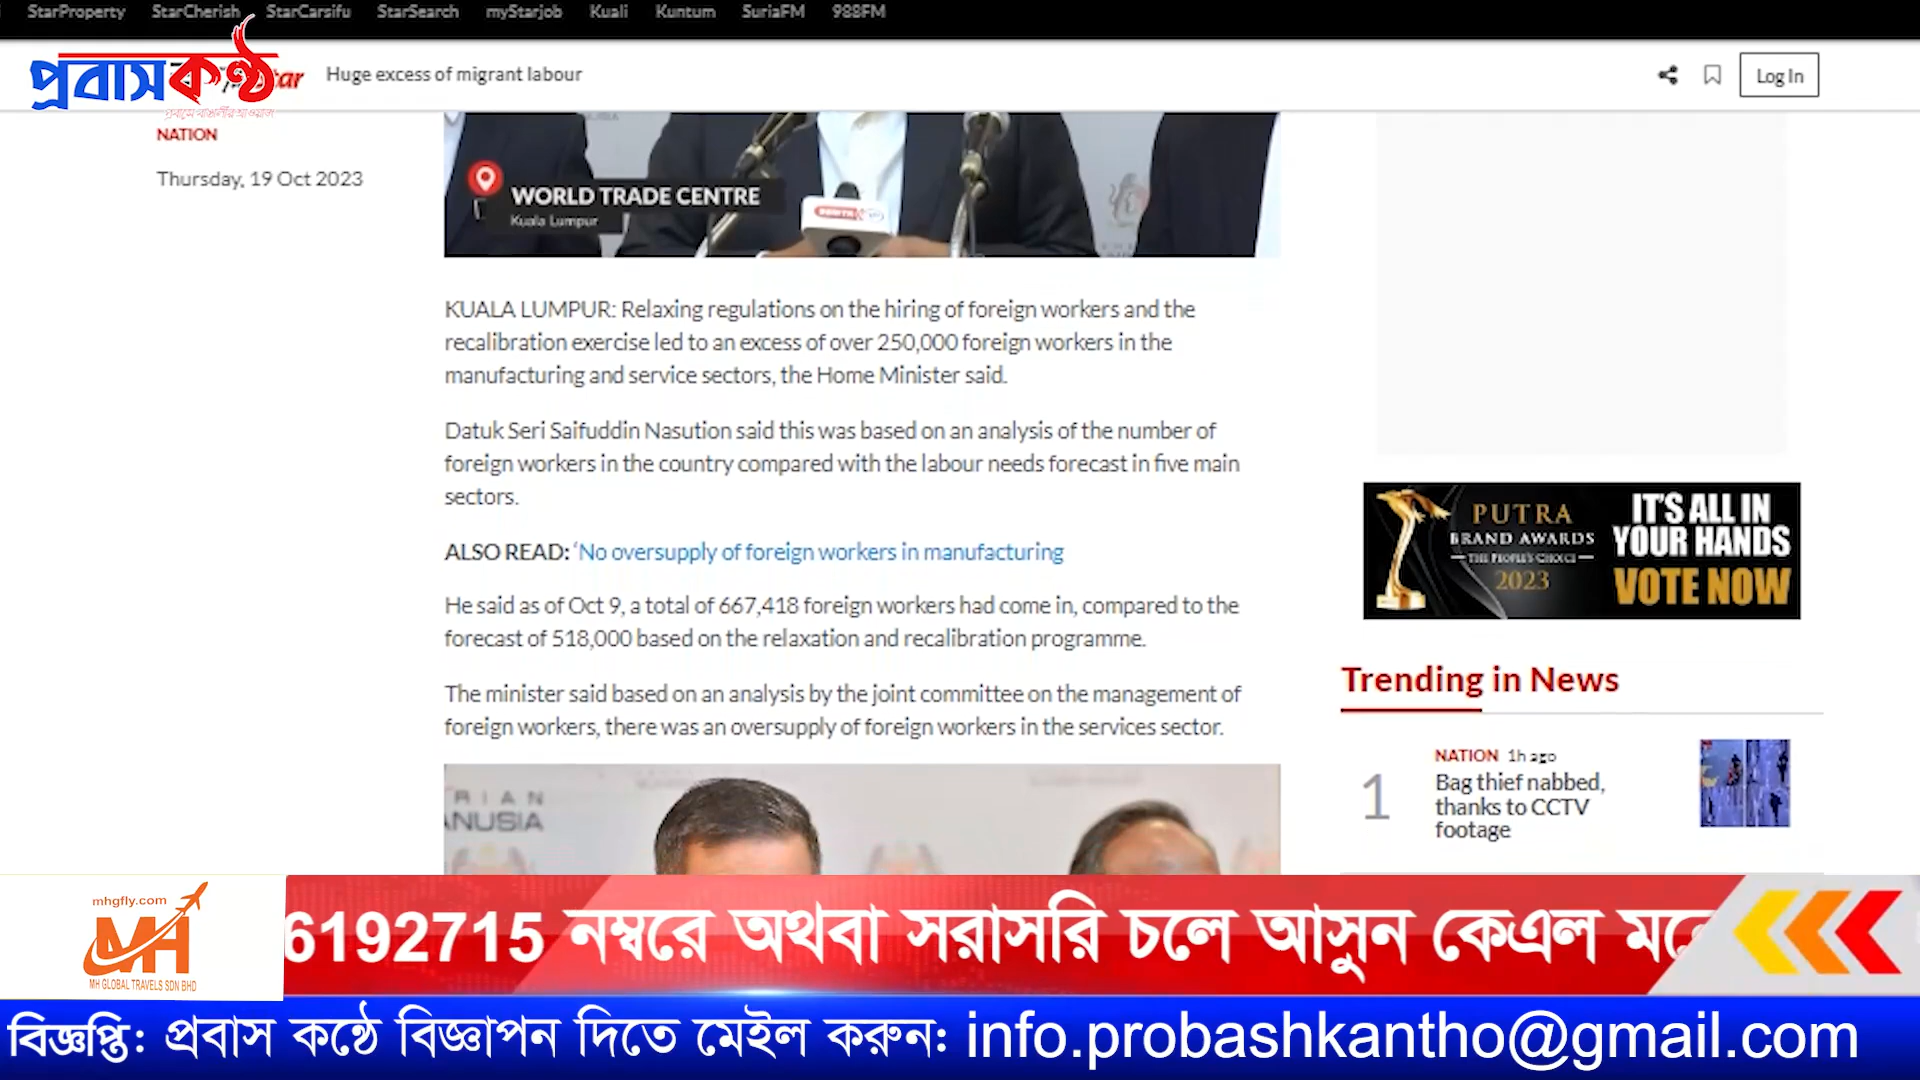 StarProperty StarCherish StarCarsifu StarSearch myStarjob Kuali Kuntum SuriaFM 988FM
প্রবাসকণ্ঠ
Huge excess of migrant labour
Log In
NATION
Thursday, 19 Oct 2023
WORLD TRADE CENTRE
Kuala Lumpur
KUALA LUMPUR: Relaxing regulations on the hiring of foreign workers and the
recalibration exercise led to an excess of over 250,000 foreign workers in the
manufacturing and service sectors, the Home Minister said.
Datuk Seri Saifuddin Nasution said this was based on an analysis of the number of
foreign workers in the country compared with the labour needs forecast in five main
sectors.
ALSO READ: ‘No oversupply of foreign workers in manufacturing
He said as of Oct 9, a total of 667,418 foreign workers had come in, compared to the
forecast of 518,000 based on the relaxation and recalibration programme.
The minister said based on an analysis by the joint committee on the management of
foreign workers, there was an oversupply of foreign workers in the services sector.
RIAN
ANUSIA
PUTRA
BRAND AWARDS
THE PEOPLE'S CHOICE
2023
IT'S ALL IN
YOUR HANDS
VOTE NOW
Trending in News
1
NATION 1h ago
Bag thief nabbed,
thanks to CCTV
footage
mhgfly.com
MH
MH GLOBAL TRAVELS SDN BHD
6192715 নম্বরে অথবা সরাসরি চলে আসুন কেএল
বিজ্ঞপ্তি: প্রবাস কন্ঠে বিজ্ঞাপন দিতে মেইল করুন: info.probashkantho@gmail.com